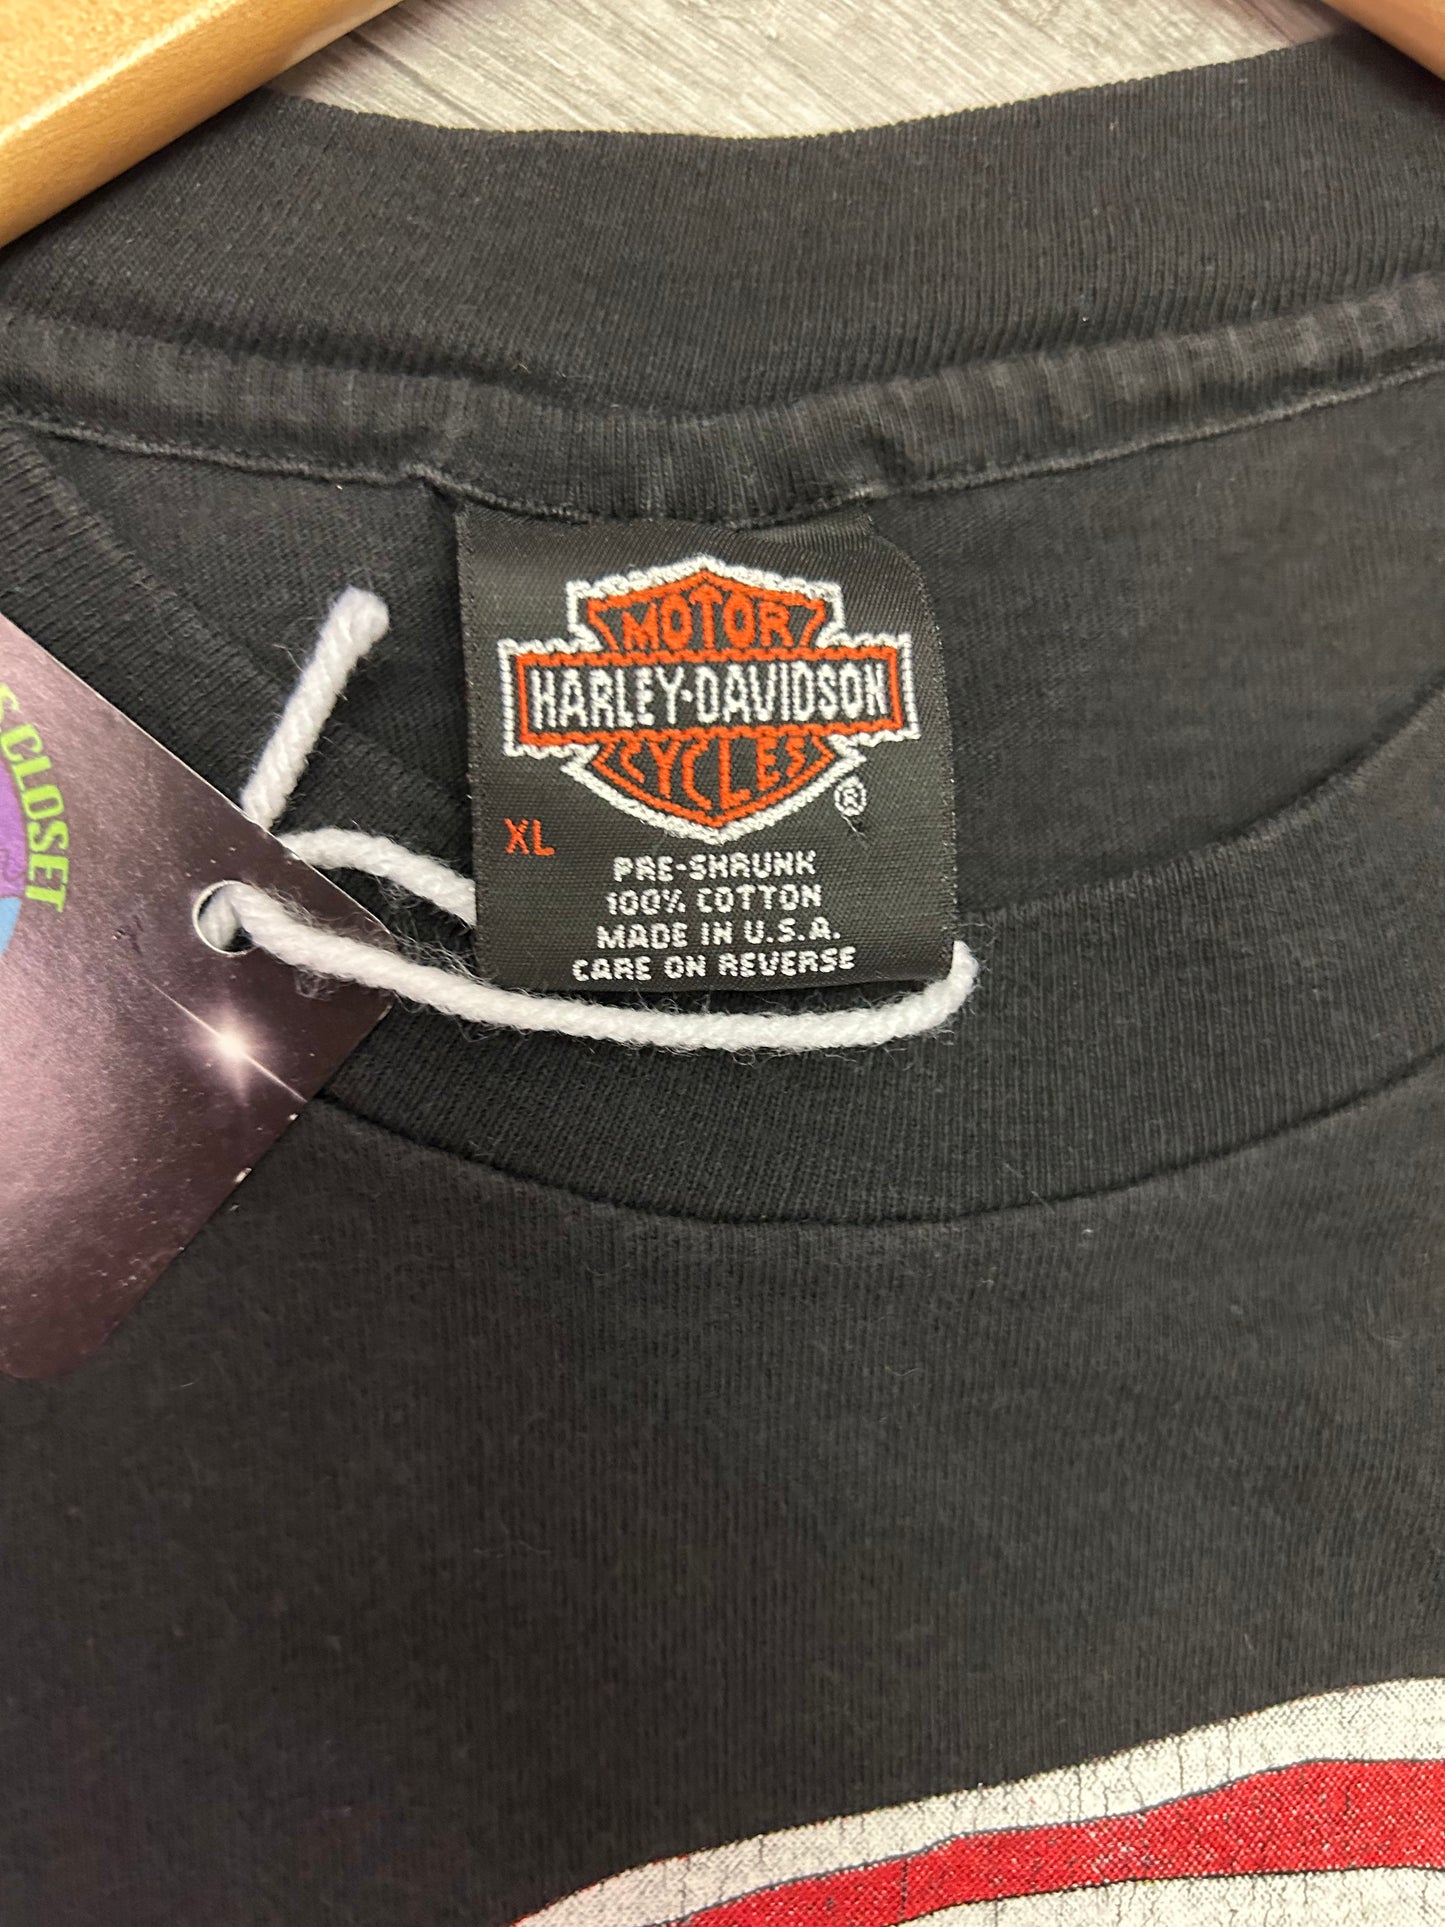 MOTOR
HARLEY-DAVIDSON
CYCLES
®
XL
PRE-SHRUNK
100% COTTON
MADE IN U.S.A.
CARE ON REVERSE
CLOSET